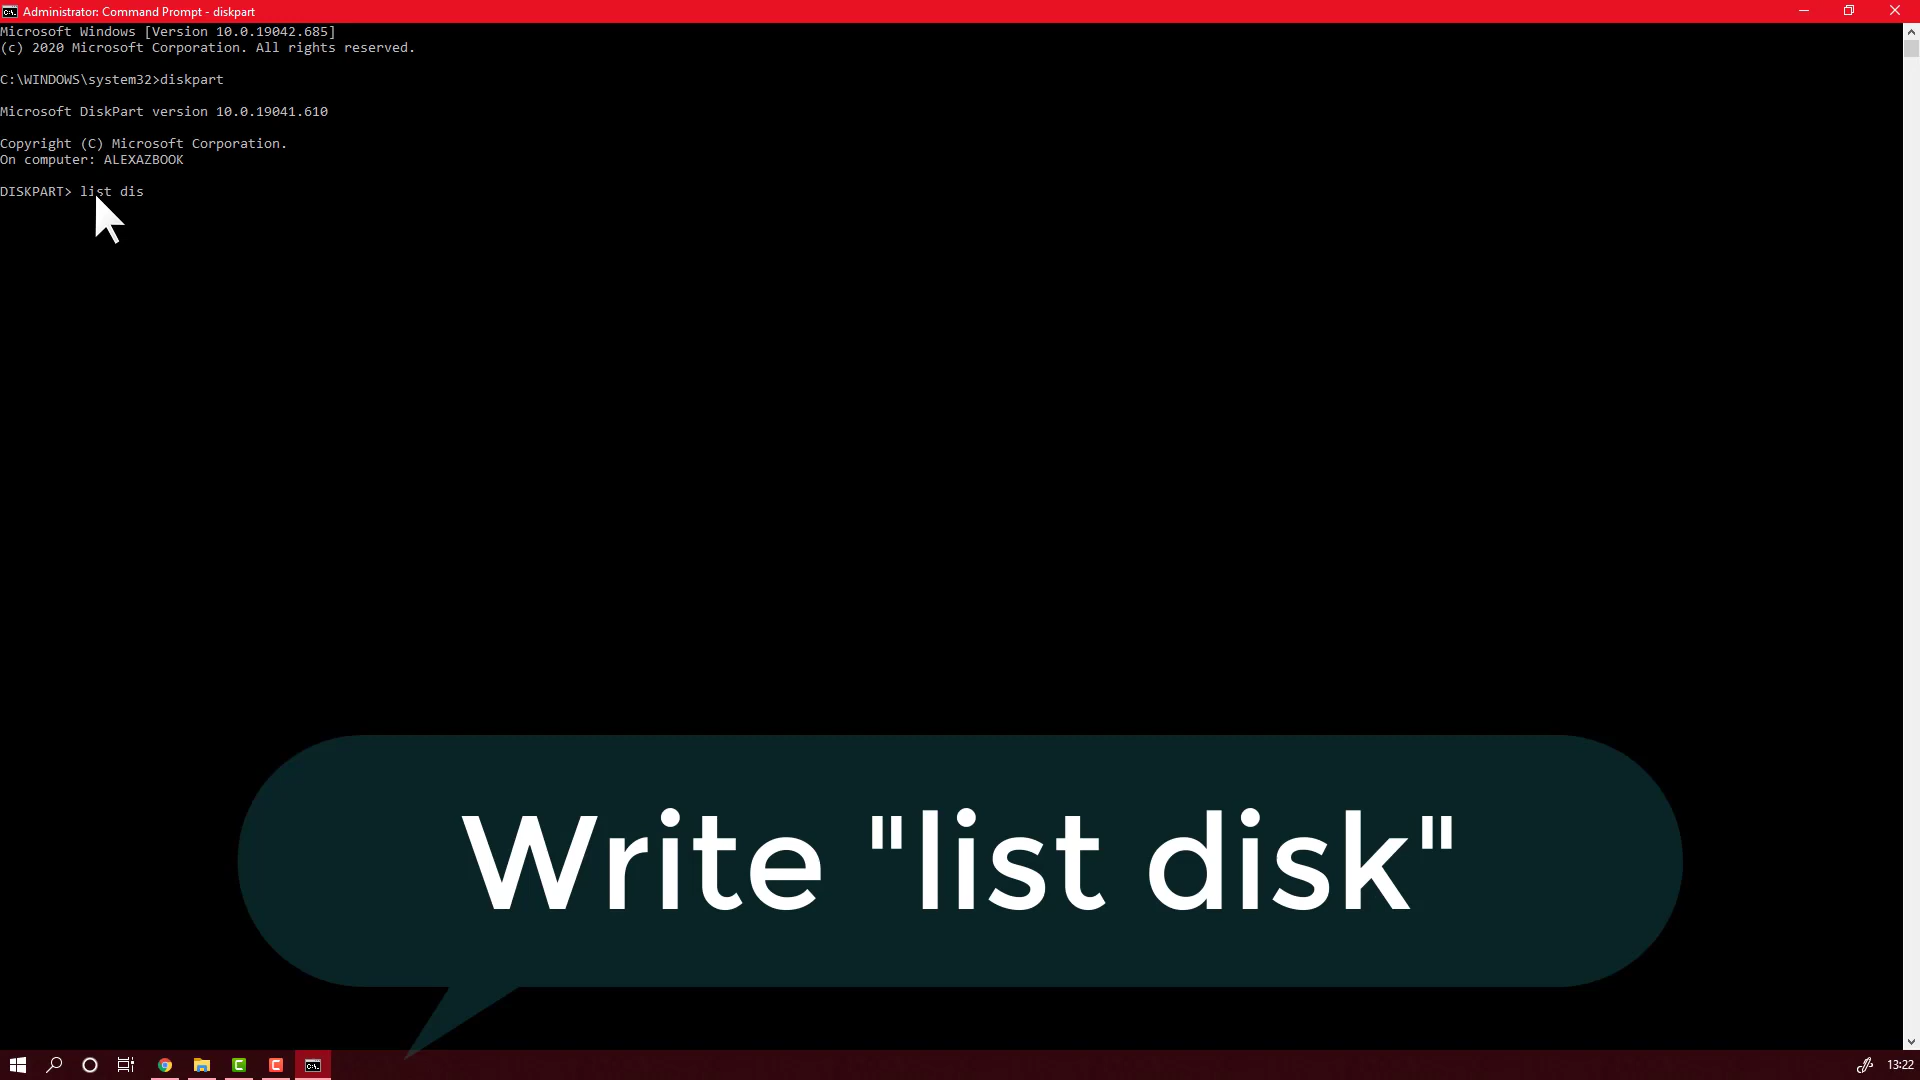 Administrator: Command Prompt - diskpart
Microsoft Windows [Version 10.0.19042.685]
(c) 2020 Microsoft Corporation. All rights reserved.
C:\WINDOWS\system32>diskpart
Microsoft DiskPart version 10.0.19041.610
Copyright (C) Microsoft Corporation.
On computer: ALEXAZBOOK
DISKPART> list dis
Write "list disk"
13:22